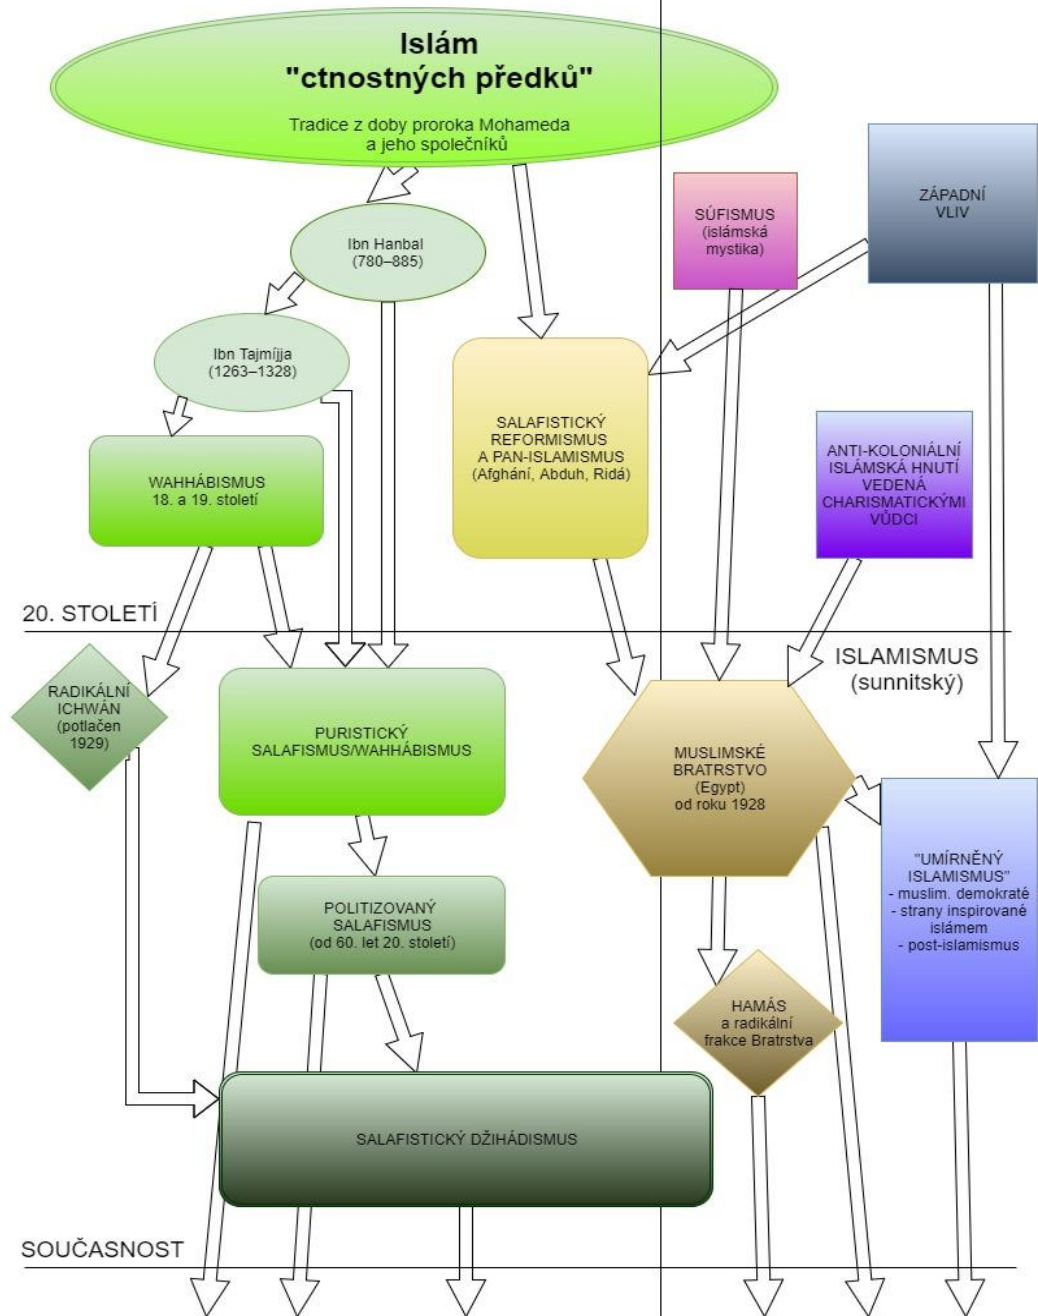 Islám
"ctnostných předků"
Tradice z doby proroka Mohameda
a jeho společníků
ZÁPADNÍ
VLIV
SÚFISMUS
(islámská
mystika)
Ibn Hanbal
(780–885)
Ibn Tajmíjja
(1263–1328)
SALAFISTICKÝ
REFORMISMUS
A PAN-ISLAMISMUS
(Afghání, Abduh, Ridá)
ANTI-KOLONIÁLNÍ
ISLÁMSKÁ HNUTÍ
VEDENÁ
CHARISMATICKÝMI
VŮDCI
WAHHÁBISMUS
18. a 19. století
20. STOLETÍ
ISLAMISMUS
(sunnitský)
RADIKÁLNÍ
ICHWÁN
(potlačen
1929)
PURISTICKÝ
SALAFISMUS/WAHHÁBISMUS
MUSLIMSKÉ
BRATRSTVO
(Egypt)
od roku 1928
"UMÍRNĚNÝ
ISLAMISMUS"
- muslim. demokraté
- strany inspirované
islámem
- post-islamismus
POLITIZOVANÝ
SALAFISMUS
(od 60. let 20. století)
HAMÁS
a radikální
frakce Bratrstva
SALAFISTICKÝ DŽIHÁDISMUS
SOUČASNOST